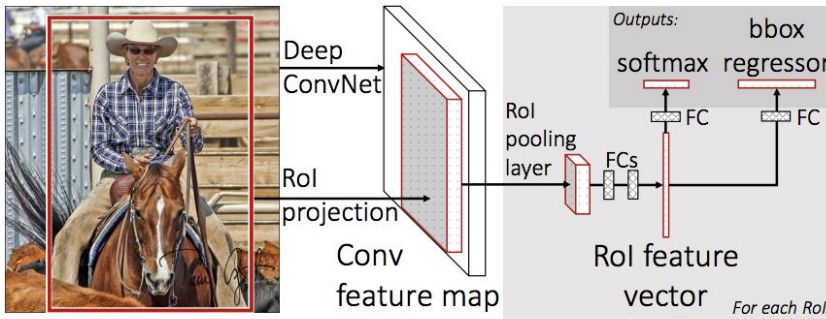 Outputs:
softmax
bbox
regressor
Deep
ConvNet
RoI
pooling
layer
FC
FC
FCs
RoI
projection
Conv
feature map
RoI feature
vector
For each RoI